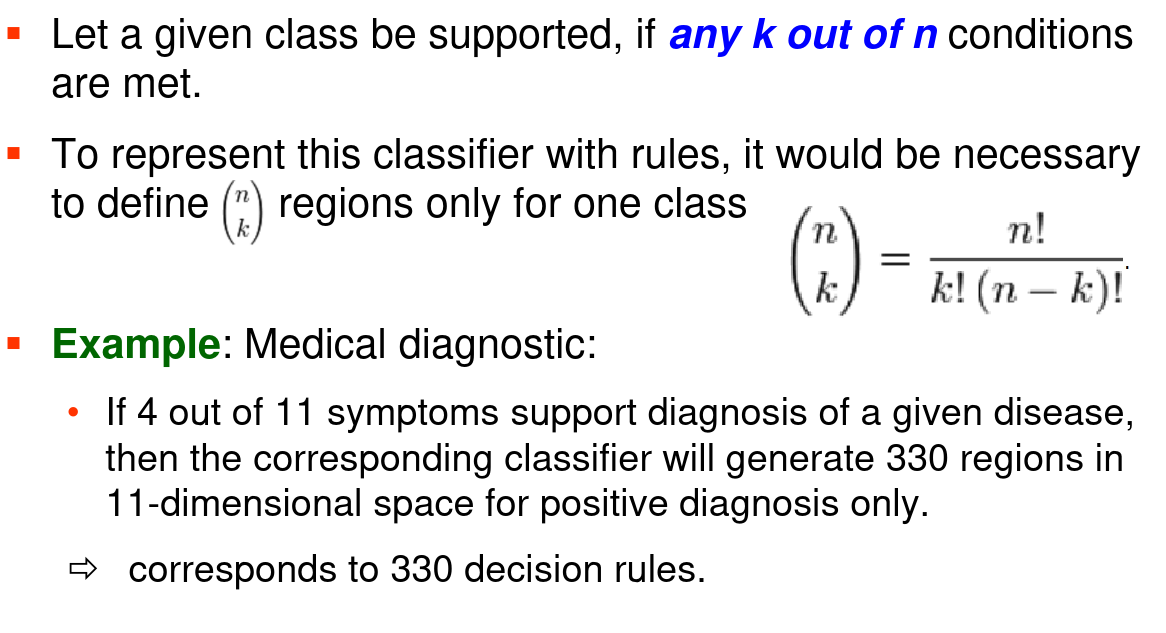 ▪ Let a given class be supported, if any k out of n conditions
are met.
▪ To represent this classifier with rules, it would be necessary
to define (n k) regions only for one class
(n k) = n! / k! (n − k)!.
▪ Example: Medical diagnostic:
• If 4 out of 11 symptoms support diagnosis of a given disease,
then the corresponding classifier will generate 330 regions in
11-dimensional space for positive diagnosis only.
⇨ corresponds to 330 decision rules.